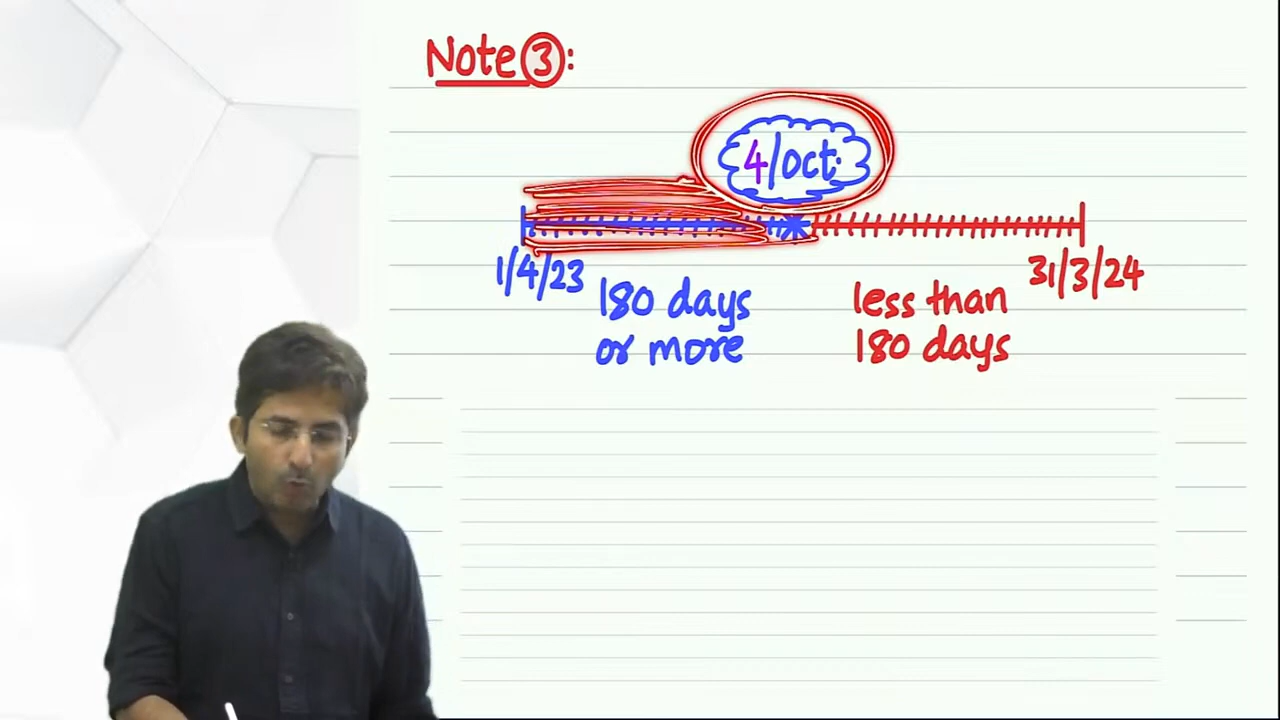 Note ③:
4/Oct.
1/4/23
31/3/24
180 days
or more
less than
180 days